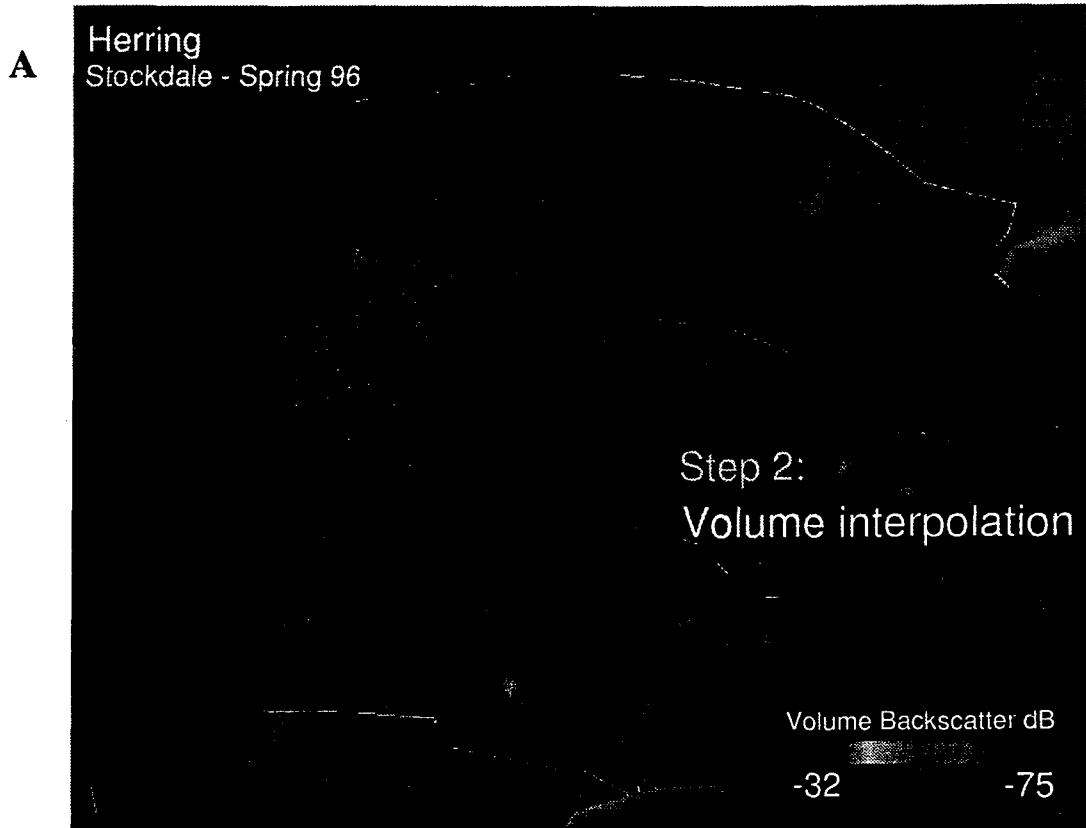 A
Herring
Stockdale - Spring 96
Step 2:
Volume interpolation
Volume Backscatter dB
-32 -75